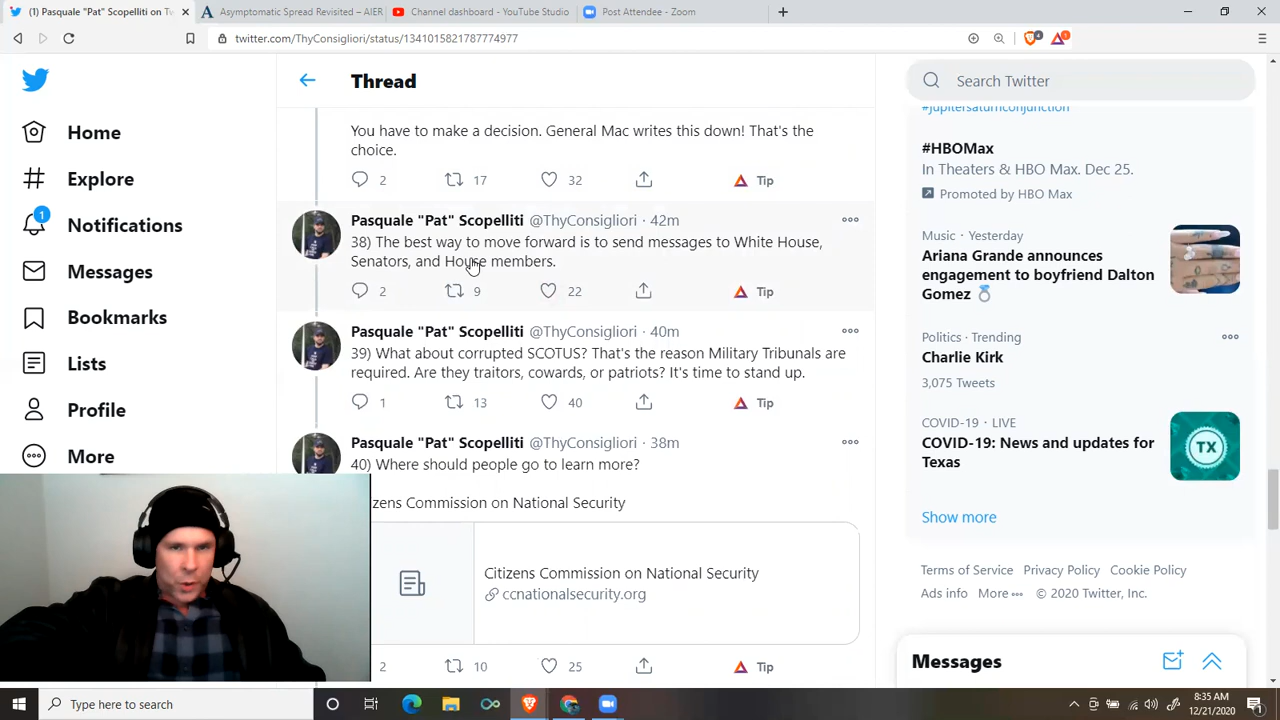 (1) Pasquale "Pat" Scopelliti on Tw
Asymptomatic Spread Revisited – AIER
Channel dashboard - YouTube Studio
Post Attendee - Zoom
twitter.com/ThyConsigliori/status/1341015821787774977
Home
Explore
1
Notifications
Messages
Bookmarks
Lists
Profile
More
Thread
You have to make a decision. General Mac writes this down! That's the
choice.
2 17 32 Tip
Pasquale "Pat" Scopelliti @ThyConsigliori · 42m
38) The best way to move forward is to send messages to White House,
Senators, and House members.
2 9 22 Tip
Pasquale "Pat" Scopelliti @ThyConsigliori · 40m
39) What about corrupted SCOTUS? That's the reason Military Tribunals are
required. Are they traitors, cowards, or patriots? It's time to stand up.
1 13 40 Tip
Pasquale "Pat" Scopelliti @ThyConsigliori · 38m
40) Where should people go to learn more?
zens Commission on National Security
Citizens Commission on National Security
ccnationalsecurity.org
2 10 25 Tip
Search Twitter
#jupitersaturnconjunction
#HBOMax
In Theaters & HBO Max. Dec 25.
Promoted by HBO Max
Music · Yesterday
Ariana Grande announces
engagement to boyfriend Dalton
Gomez
Politics · Trending
Charlie Kirk
3,075 Tweets
COVID-19 · LIVE
COVID-19: News and updates for
Texas
TX
Show more
Terms of Service Privacy Policy Cookie Policy
Ads info More © 2020 Twitter, Inc.
Messages
Type here to search
8:35 AM
12/21/2020